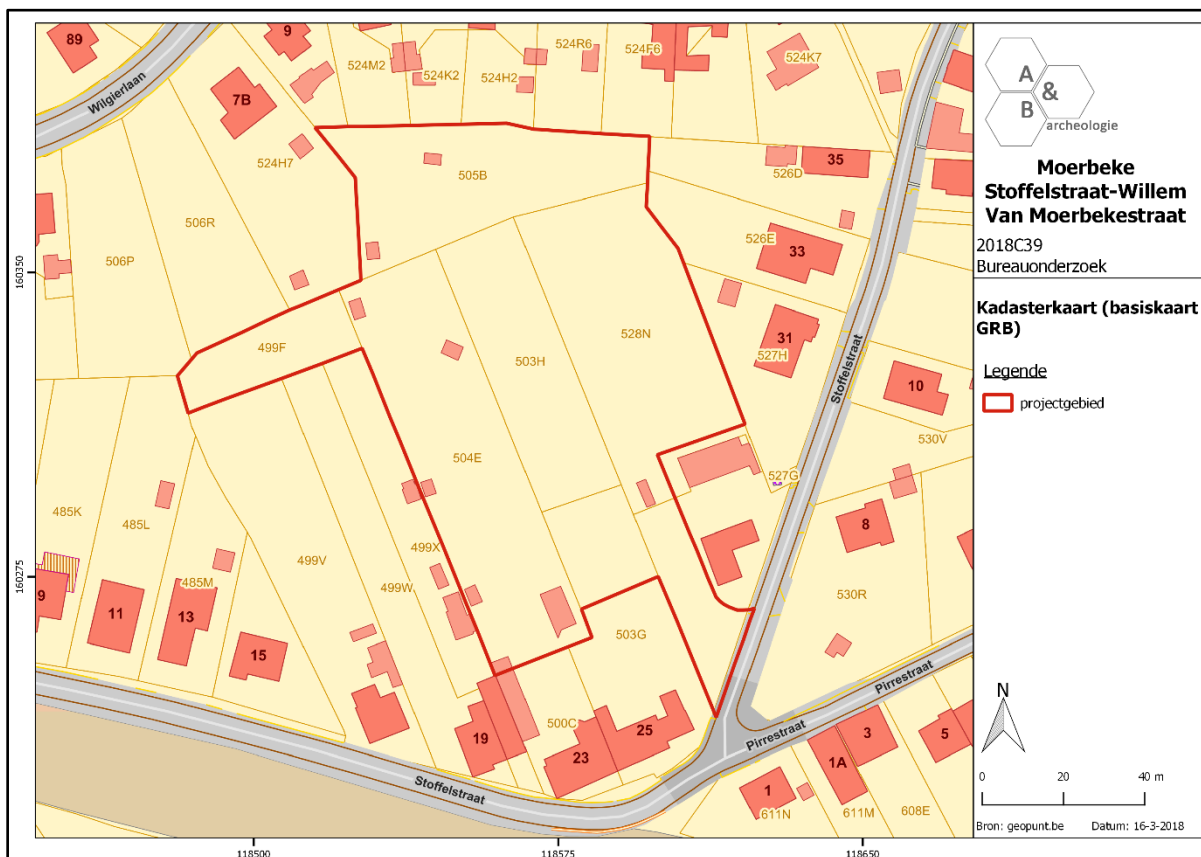 89
Wilgierlaan
9
7B
524M2
524K2
524H2
524R6
524F6
524K7
524H7
505B
526D
35
506R
506P
526E
33
528N
503H
499F
31
527H
Stoffelstraat
10
530V
504E
527G
485K
485L
485M
499V
499W
499X
8
530R
9
11
13
15
503G
500C
19
23
25
Stoffelstraat
Pirrestraat
Pirrestraat
1
611N
1A
3
611M
5
608E
160350
160275
118500
118575
118650
A
&
B
archeologie
Moerbeke
Stoffelstraat-Willem
Van Moerbekestraat
2018C39
Bureauonderzoek
Kadasterkaart (basiskaart
GRB)
Legende
projectgebied
N
0 20 40 m
Bron: geopunt.be Datum: 16-3-2018